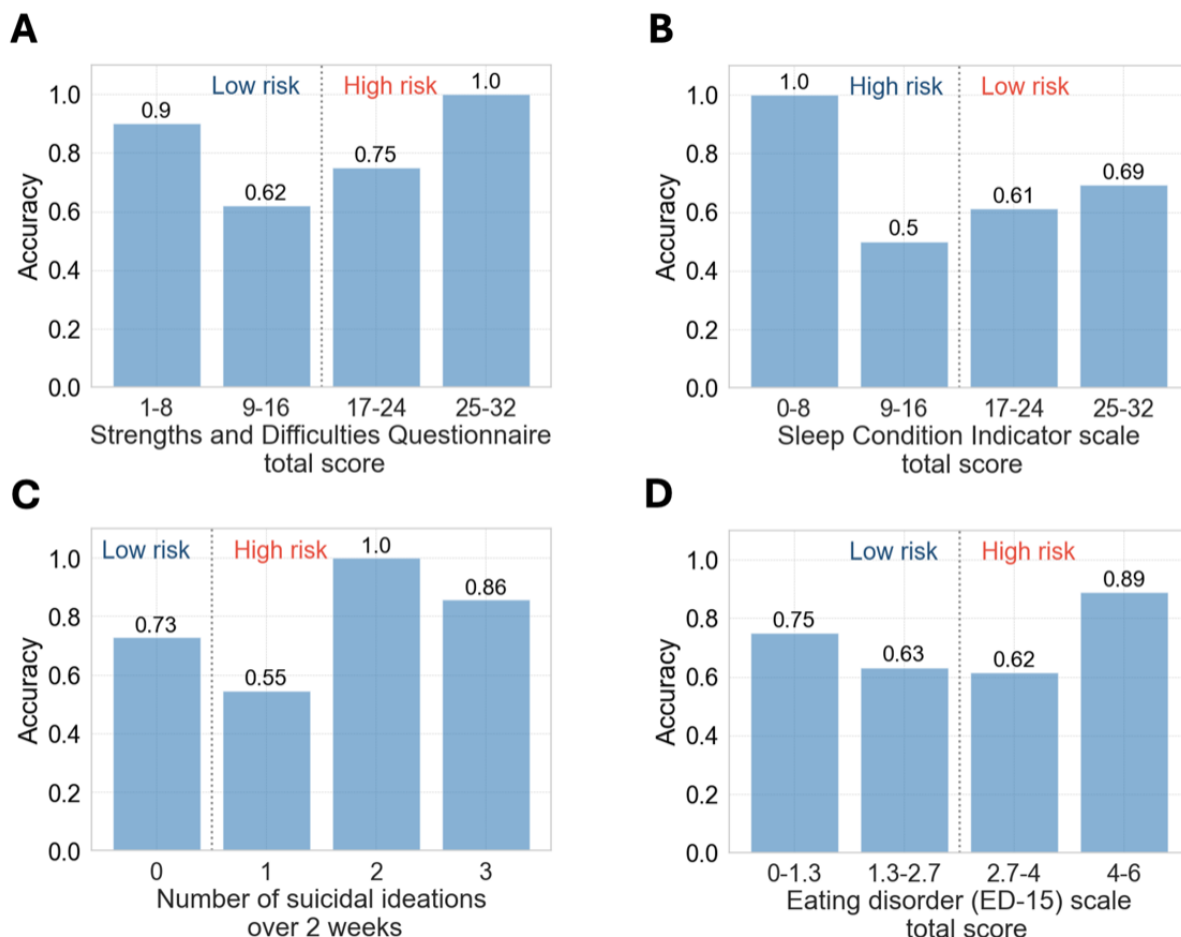 A
Low risk
High risk
0.9
0.62
0.75
1.0
Accuracy
1.0
0.8
0.6
0.4
0.2
0.0
1-8 9-16 17-24 25-32
Strengths and Difficulties Questionnaire
total score
B
High risk
Low risk
1.0
0.5
0.61
0.69
Accuracy
1.0
0.8
0.6
0.4
0.2
0.0
0-8 9-16 17-24 25-32
Sleep Condition Indicator scale
total score
C
Low risk
High risk
0.73
0.55
1.0
0.86
Accuracy
1.0
0.8
0.6
0.4
0.2
0.0
0 1 2 3
Number of suicidal ideations
over 2 weeks
D
Low risk
High risk
0.75
0.63
0.62
0.89
Accuracy
1.0
0.8
0.6
0.4
0.2
0.0
0-1.3 1.3-2.7 2.7-4 4-6
Eating disorder (ED-15) scale
total score